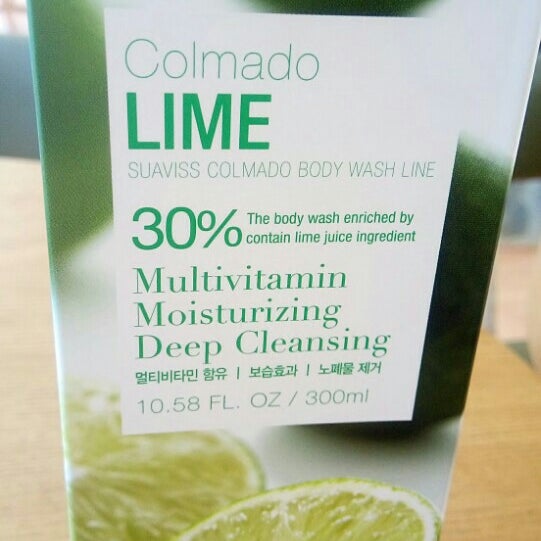 Colmado
LIME
SUAVISS COLMADO BODY WASH LINE
30%
The body wash enriched by
contain lime juice ingredient
Multivitamin
Moisturizing
Deep Cleansing
멀티비타민 함유 | 보습효과 | 노폐물 제거
10.58 FL. OZ / 300ml